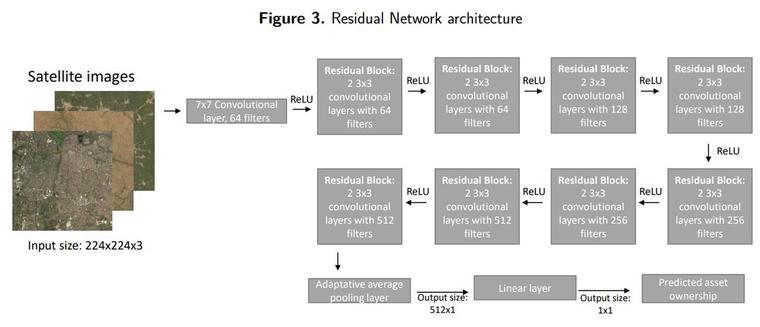 Figure 3. Residual Network architecture
Satellite images
Input size: 224x224x3
7x7 Convolutional
layer, 64 filters
ReLU
Residual Block:
2 3x3
convolutional
layers with 64
filters
ReLU
Residual Block:
2 3x3
convolutional
layers with 64
filters
ReLU
Residual Block:
2 3x3
convolutional
layers with 128
filters
ReLU
Residual Block:
2 3x3
convolutional
layers with 128
filters
ReLU
Residual Block:
2 3x3
convolutional
layers with 256
filters
ReLU
Residual Block:
2 3x3
convolutional
layers with 256
filters
ReLU
Residual Block:
2 3x3
convolutional
layers with 512
filters
ReLU
Residual Block:
2 3x3
convolutional
layers with 512
filters
Adaptative average
pooling layer
Output size:
512x1
Linear layer
Output size:
1x1
Predicted asset
ownership